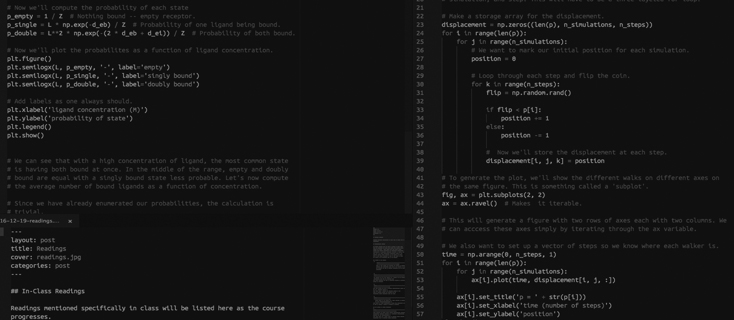 # Now we'll compute the probability of each state
p_empty = 1 / Z  # Nothing bound -- empty receptor.
p_single = L * np.exp(-d_eb) / Z  # Probability of one ligand being bound.
p_double = L**2 * np.exp(-(2 * d_eb + d_ei)) / Z  # Probability of both bound.
# Now we'll plot the probabilites as a function of ligand concentration.
plt.figure()
plt.semilogx(L, p_empty, '-', label='empty')
plt.semilogx(L, p_single, '-', label='singly bound')
plt.semilogx(L, p_double, '-', label='doubly bound')
# Add labels as one always should.
plt.xlabel('ligand concentration (M)')
plt.ylabel('probability of state')
plt.legend()
plt.show()
# We can see that with a high concentration of ligand, the most common state
# is having both bound at once. In the middle of the range, empty and doubly
# bound are equal with a singly bound state less probable. Let's now compute
# the average number of bound ligands as a function of concentration.
# Since we have already enumerated our probabilities, the calculation is
# trivial.
16-12-19-readings... ×
---
layout: post
title: Readings
cover: readings.jpg
categories: post
---
## In-Class Readings
Readings mentioned specifically in class will be listed here as the course
progresses.
22 # Make a storage array for the displacement.
23 displacement = np.zeros((len(p), n_simulations, n_steps))
24 for i in range(len(p)):
25 for j in range(n_simulations):
26 # We want to mark our initial position for each simulation.
27 position = 0
28
29 # Loop through each step and flip the coin.
30 for k in range(n_steps):
31 flip = np.random.rand()
32
33 if flip < p[i]:
34 position += 1
35 else:
36 position -= 1
37
38 #  Now we'll store the displacement at each step.
39 displacement[i, j, k] = position
40
41 # To generate the plot, we'll show the different walks on different axes on
42 # the same figure. This is something called a 'subplot'.
43 fig, ax = plt.subplots(2, 2)
44 ax = ax.ravel()  # Makes  it iterable.
45
46 # This will generate a figure with two rows of axes each with two columns. We
47 # can acccess these axes simply by iterating through the ax variable.
48
49 # We also want to set up a vector of steps so we know where each walker is.
50 time = np.arange(0, n_steps, 1)
51 for i in range(len(p)):
52 for j in range(n_simulations):
53 ax[i].plot(time, displacement[i, j, :])
54
55 ax[i].set_title('p = ' + str(p[i]))
56 ax[i].set_xlabel('time (number of steps)')
57 ax[i].set_ylabel('position')